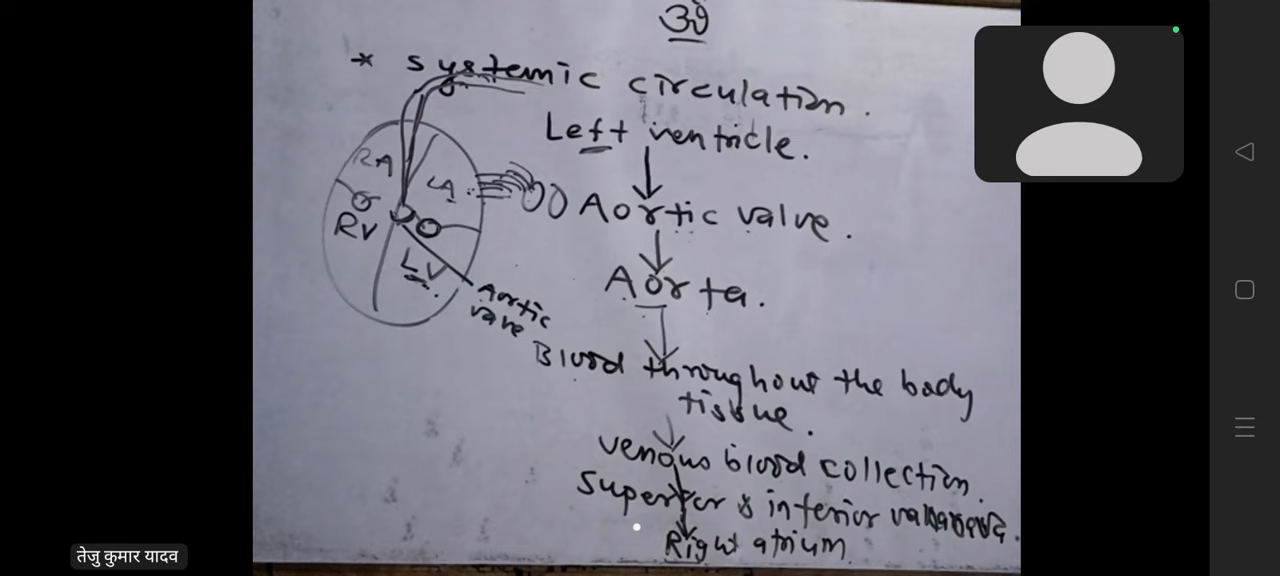 ॐ
* systemic circulation.
Left ventricle.
RA
LA
Aortic valve.
RV
LV
Aorta.
Aortic
valve
Blood throughout the body
tissue.
venous blood collection.
superior & inferior
Right atrium
तेजु कुमार यादव